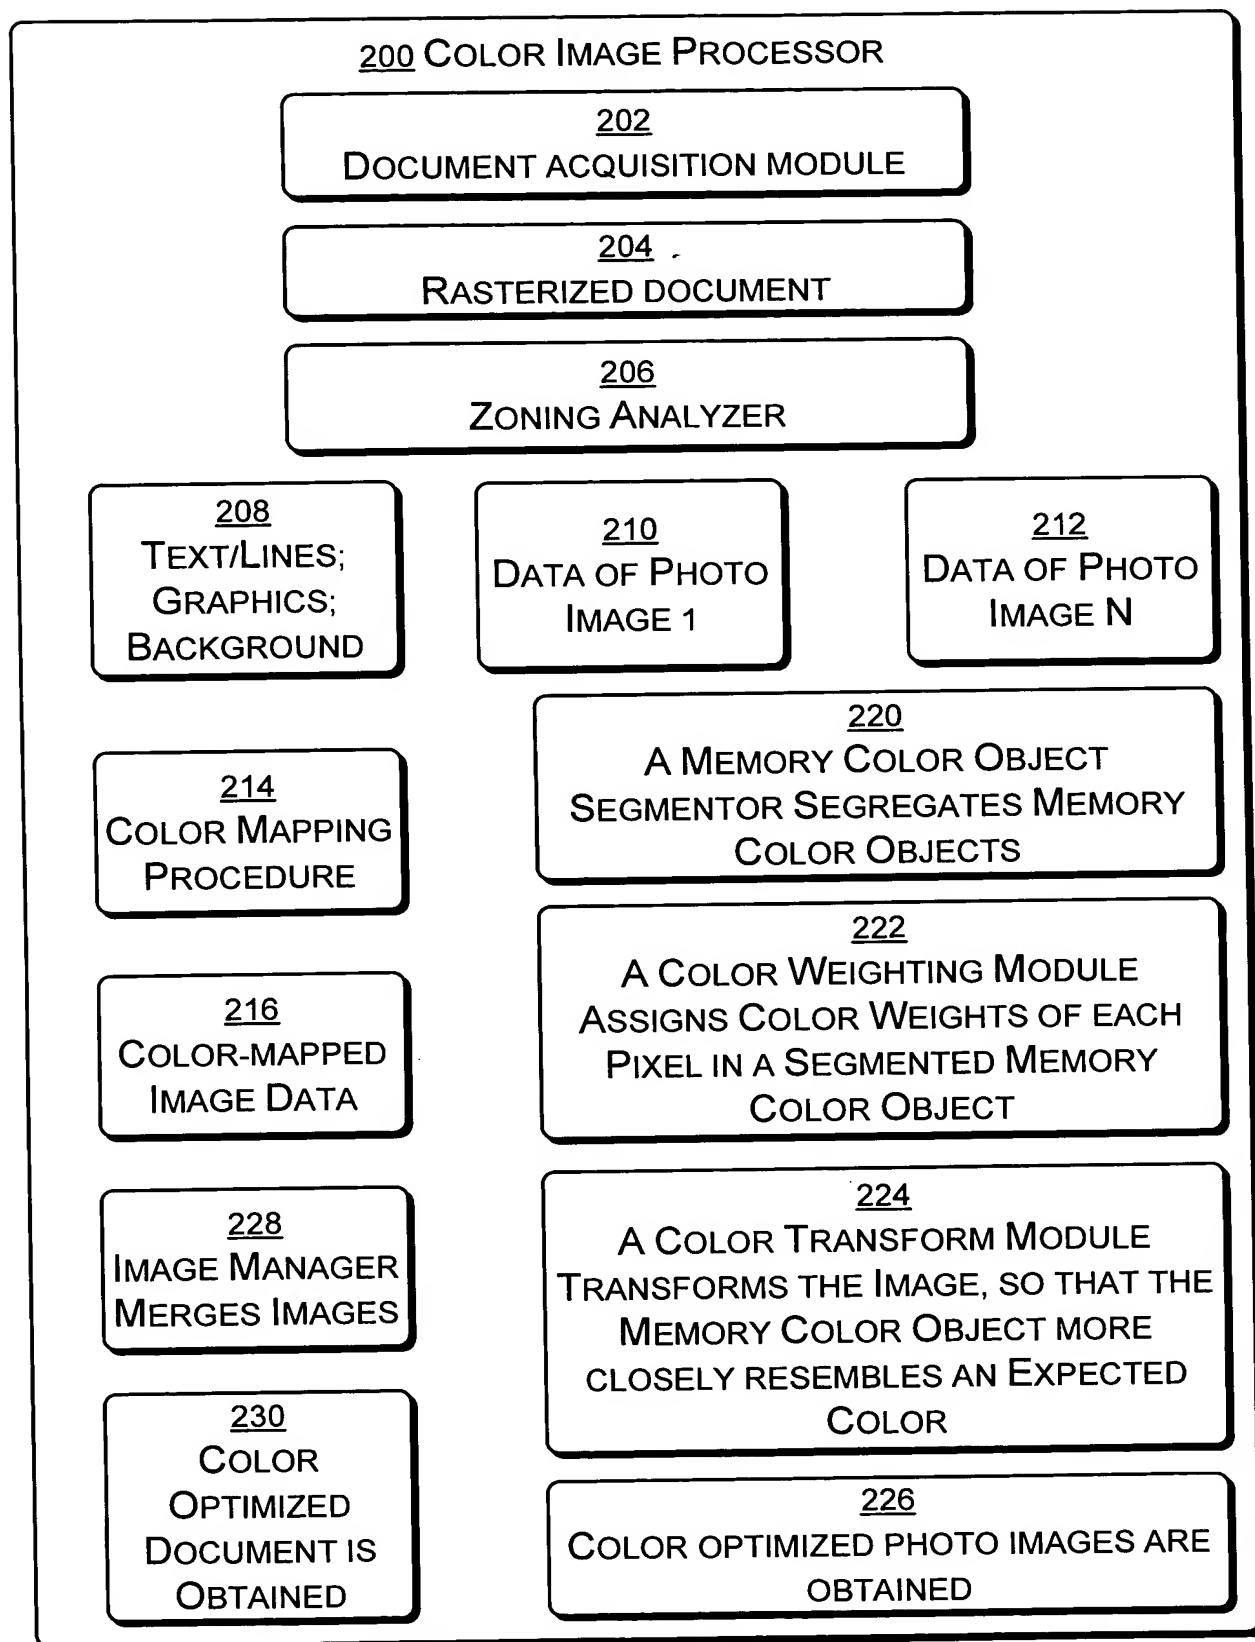 200 COLOR IMAGE PROCESSOR
202
DOCUMENT ACQUISITION MODULE
204
RASTERIZED DOCUMENT
206
ZONING ANALYZER
208
TEXT/LINES;
GRAPHICS;
BACKGROUND
210
DATA OF PHOTO
IMAGE 1
212
DATA OF PHOTO
IMAGE N
214
COLOR MAPPING
PROCEDURE
216
COLOR-MAPPED
IMAGE DATA
228
IMAGE MANAGER
MERGES IMAGES
230
COLOR
OPTIMIZED
DOCUMENT IS
OBTAINED
220
A MEMORY COLOR OBJECT
SEGMENTOR SEGREGATES MEMORY
COLOR OBJECTS
222
A COLOR WEIGHTING MODULE
ASSIGNS COLOR WEIGHTS OF EACH
PIXEL IN A SEGMENTED MEMORY
COLOR OBJECT
224
A COLOR TRANSFORM MODULE
TRANSFORMS THE IMAGE, SO THAT THE
MEMORY COLOR OBJECT MORE
CLOSELY RESEMBLES AN EXPECTED
COLOR
226
COLOR OPTIMIZED PHOTO IMAGES ARE
OBTAINED